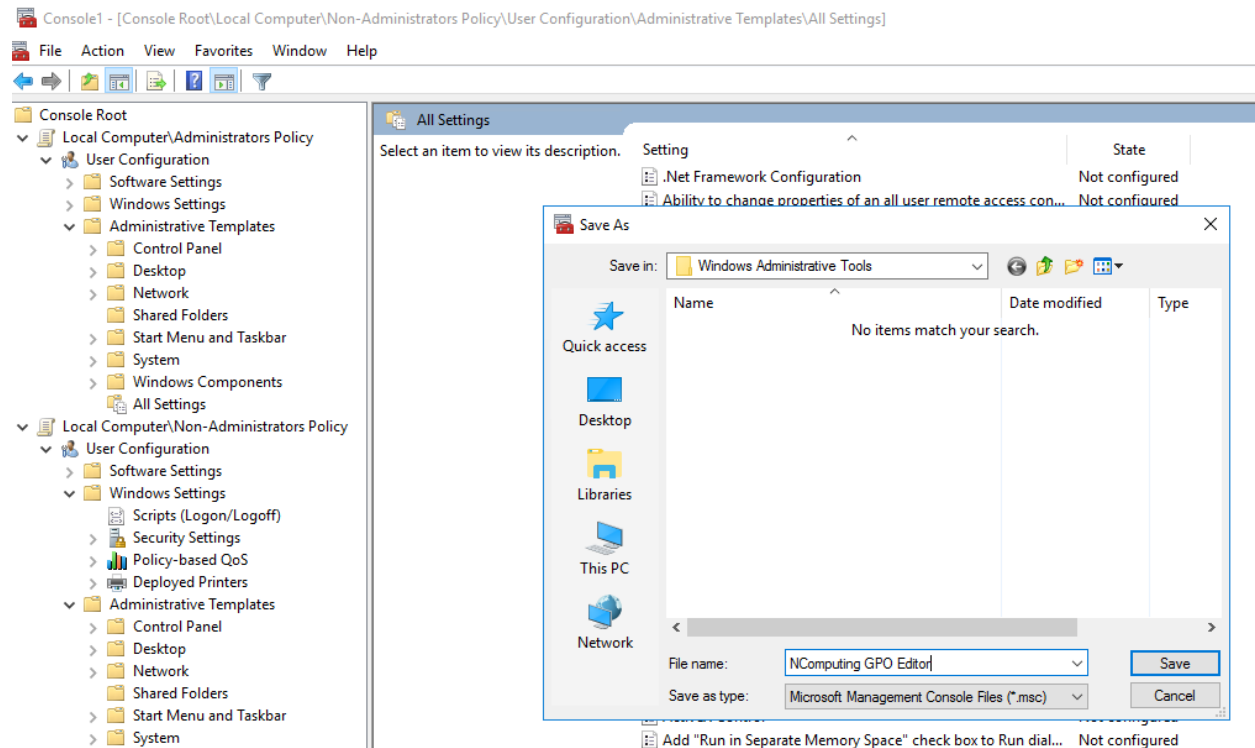 Console1 - [Console Root\Local Computer\Non-Administrators Policy\User Configuration\Administrative Templates\All Settings]
File Action View Favorites Window Help
Console Root
Local Computer\Administrators Policy
User Configuration
Software Settings
Windows Settings
Administrative Templates
Control Panel
Desktop
Network
Shared Folders
Start Menu and Taskbar
System
Windows Components
All Settings
Local Computer\Non-Administrators Policy
User Configuration
Software Settings
Windows Settings
Scripts (Logon/Logoff)
Security Settings
Policy-based QoS
Deployed Printers
Administrative Templates
Control Panel
Desktop
Network
Shared Folders
Start Menu and Taskbar
System
All Settings
Select an item to view its description.
Setting State
.Net Framework Configuration Not configured
Ability to change properties of an all user remote access con... Not configured
Save As
Save in: Windows Administrative Tools
Quick access
Desktop
Libraries
This PC
Network
Name Date modified Type
No items match your search.
File name: NComputing GPO Editor
Save
Save as type: Microsoft Management Console Files (*.msc)
Cancel
Add "Run in Separate Memory Space" check box to Run dial... Not configured